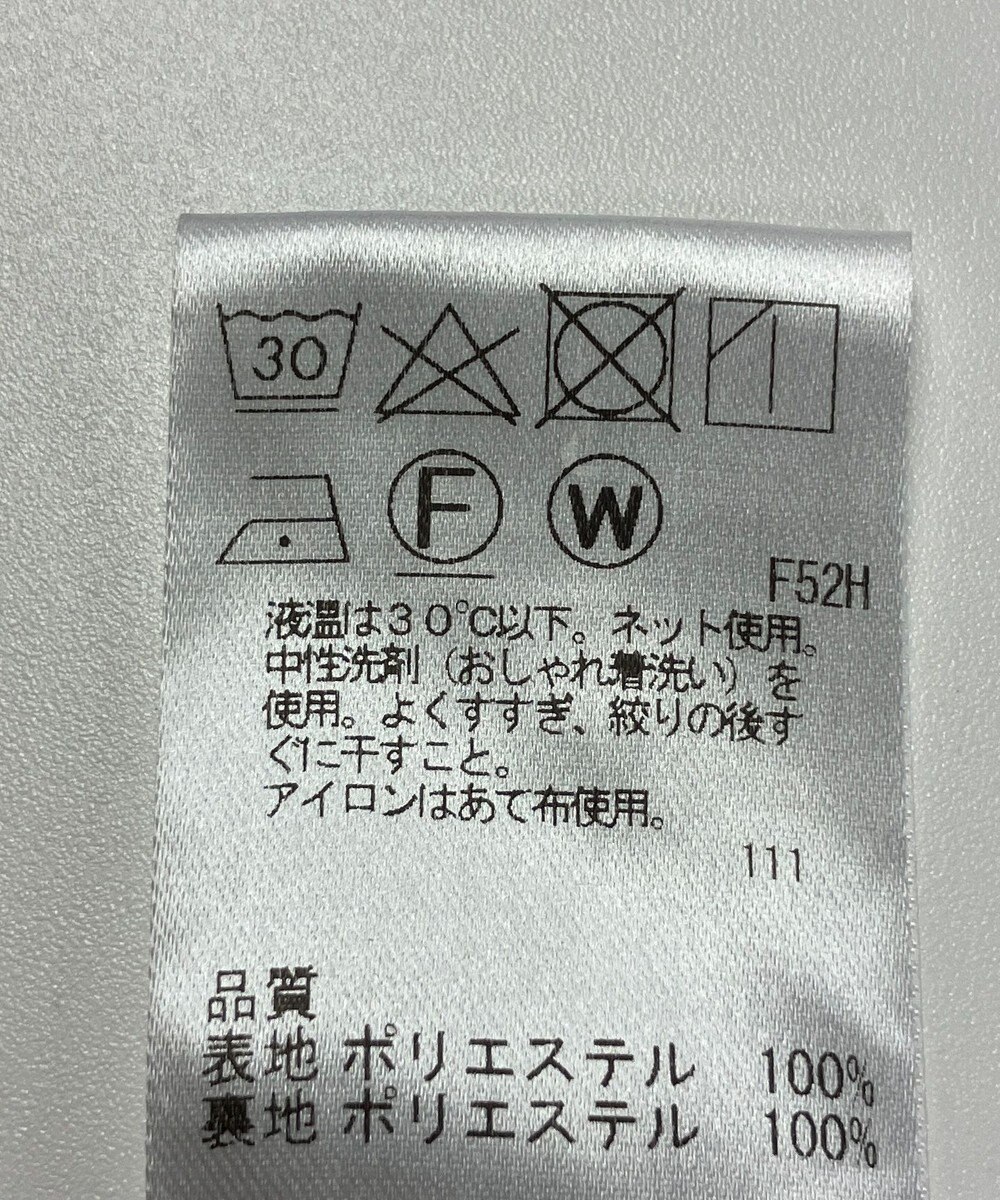 30
F W
F52H
液温は30℃以下。ネット使用。
中性洗剤(おしゃれ着洗い)を
使用。よくすすぎ、絞りの後す
ぐに干すこと。
アイロンはあて布使用。
111
品質
表地 ポリエステル 100%
裏地 ポリエステル 100%